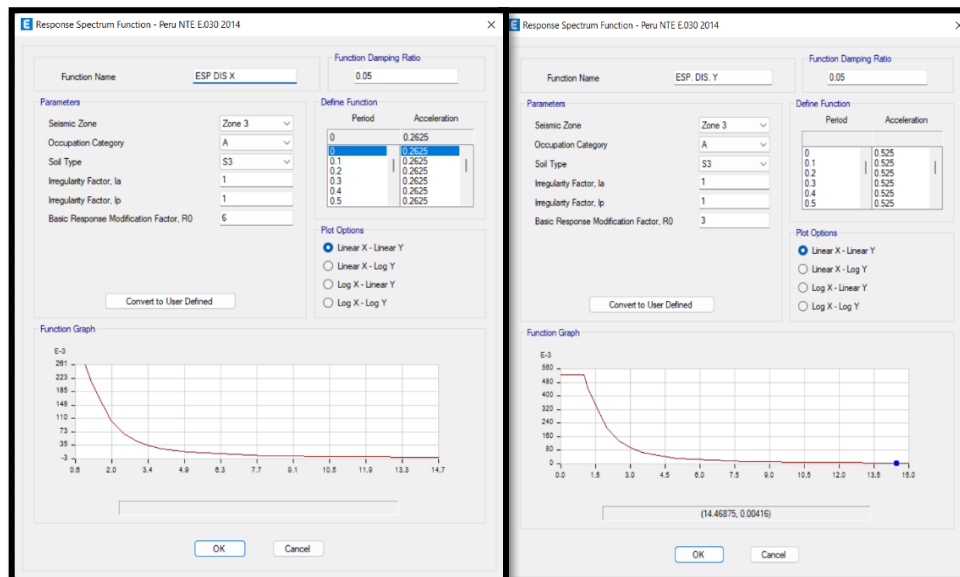 Response Spectrum Function - Peru NTE E.030 2014
Function Name
ESP DIS X
Function Damping Ratio
0.05
Parameters
Seismic Zone
Zone 3
Occupation Category
A
Soil Type
S3
Irregularity Factor, Ia
1
Irregularity Factor, Ip
1
Basic Response Modification Factor, R0
6
Convert to User Defined
Define Function
Period Acceleration
0 0.2625
0 0.2625
0.1 0.2625
0.2 0.2625
0.3 0.2625
0.4 0.2625
0.5 0.2625
Plot Options
Linear X - Linear Y
Linear X - Log Y
Log X - Linear Y
Log X - Log Y
Function Graph
E-3
261
223
185
148
110
73
35
-3
0.6 2.0 3.4 4.9 6.3 7.7 9.1 10.5 11.9 13.3 14.7
OK
Cancel
Response Spectrum Function - Peru NTE E.030 2014
Function Name
ESP. DIS. Y
Function Damping Ratio
0.05
Parameters
Seismic Zone
Zone 3
Occupation Category
A
Soil Type
S3
Irregularity Factor, Ia
1
Irregularity Factor, Ip
1
Basic Response Modification Factor, R0
3
Convert to User Defined
Define Function
Period Acceleration
0 0.525
0.1 0.525
0.2 0.525
0.3 0.525
0.4 0.525
0.5 0.525
Plot Options
Linear X - Linear Y
Linear X - Log Y
Log X - Linear Y
Log X - Log Y
Function Graph
E-3
560
480
400
320
240
160
80
0
0.0 1.5 3.0 4.5 6.0 7.5 9.0 10.5 12.0 13.5 15.0
(14.46875, 0.00416)
OK
Cancel